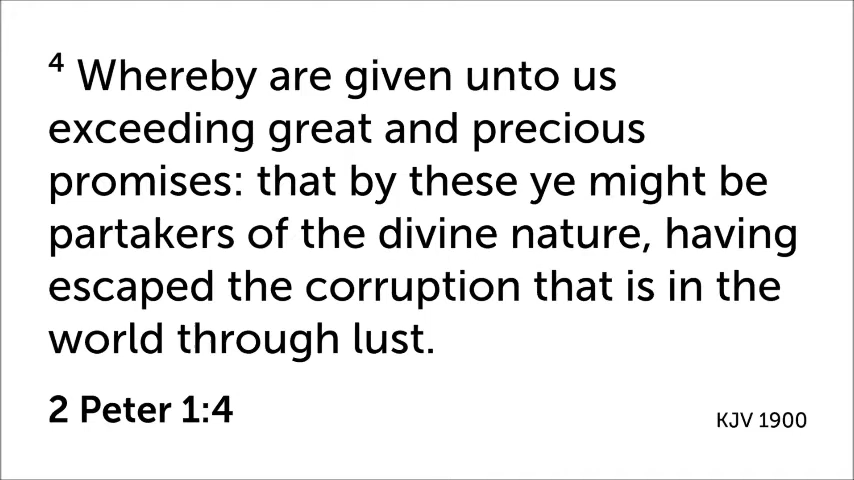 4 Whereby are given unto us
exceeding great and precious
promises: that by these ye might be
partakers of the divine nature, having
escaped the corruption that is in the
world through lust.
2 Peter 1:4
KJV 1900